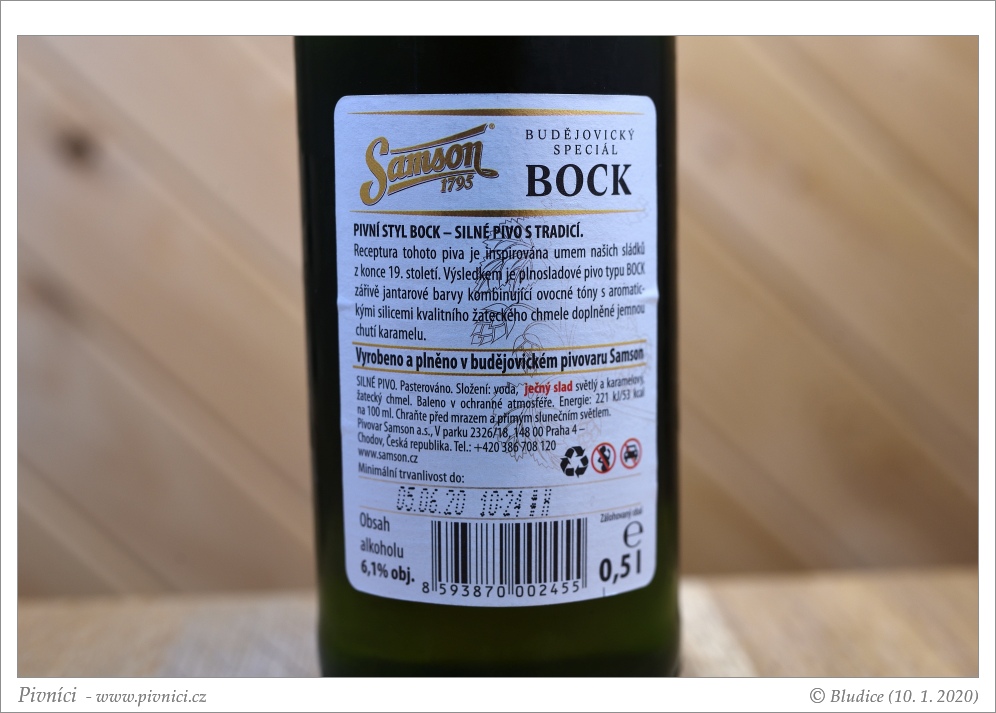 Samson®
1795
BUDĚJOVICKÝ
SPECIÁL
BOCK
PIVNÍ STYL BOCK – SILNÉ PIVO S TRADICÍ.
Receptura tohoto piva je inspirována umem našich sládků
z konce 19. století. Výsledkem je plnosladové pivo typu BOCK
zářivě jantarové barvy kombinující ovocné tóny s aromatic-
kými silicemi kvalitního žateckého chmele doplněné jemnou
chutí karamelu.
Vyrobeno a plněno v budějovickém pivovaru Samson
SILNÉ PIVO. Pasterováno. Složení: voda, ječný slad světlý a karamelový,
žatecký chmel. Baleno v ochranné atmosféře. Energie: 221 kJ/53 kcal
na 100 ml. Chraňte před mrazem a přímým slunečním světlem.
Pivovar Samson a.s., V parku 2326/18, 148 00 Praha 4 –
Chodov, Česká republika. Tel.: +420 386 708 120
www.samson.cz
Minimální trvanlivost do:
05.06.20 10:24
Obsah
alkoholu
6,1% obj.
8 593870 002455
Zálohovaný obal
e
0,5 l
Pivníci - www.pivnici.cz
© Bludice (10. 1. 2020)